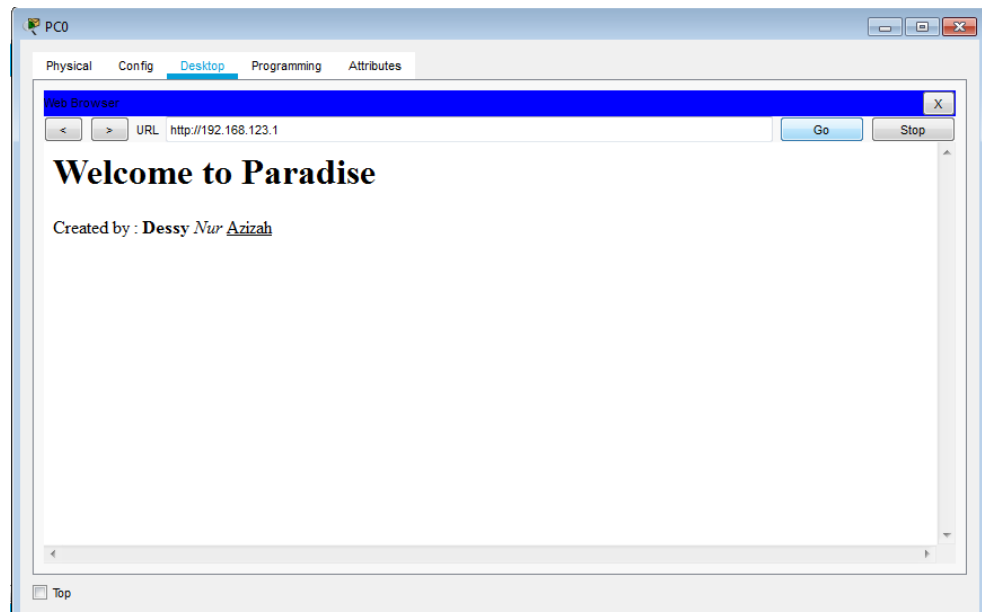 PC0
Physical Config Desktop Programming Attributes
Web Browser X
< > URL http://192.168.123.1 Go Stop
Welcome to Paradise
Created by : Dessy Nur Azizah
Top